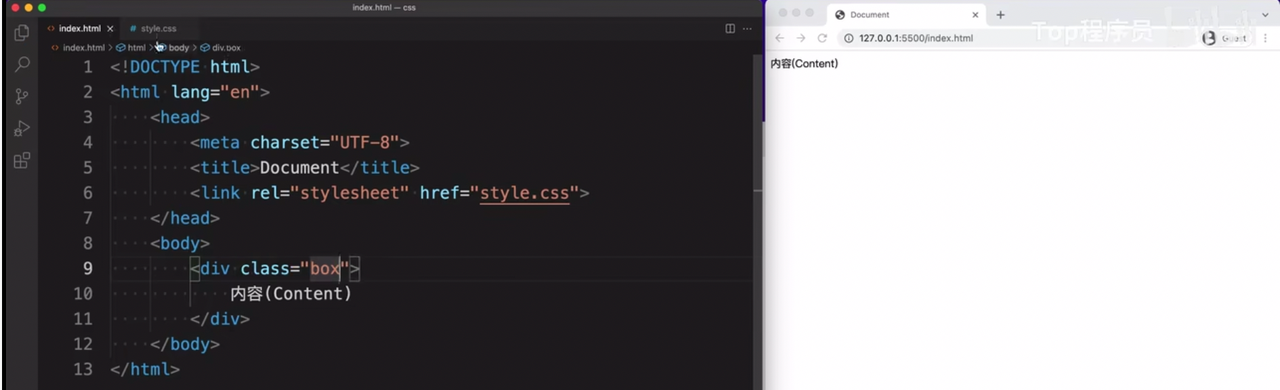 index.html — css
index.html
style.css
index.html > html > body > div.box
1 <!DOCTYPE html>
2 <html lang="en">
3 <head>
4 <meta charset="UTF-8">
5 <title>Document</title>
6 <link rel="stylesheet" href="style.css">
7 </head>
8 <body>
9 <div class="box">
10 内容(Content)
11 </div>
12 </body>
13 </html>
Document
127.0.0.1:5500/index.html
Guest
Top程序员
内容(Content)